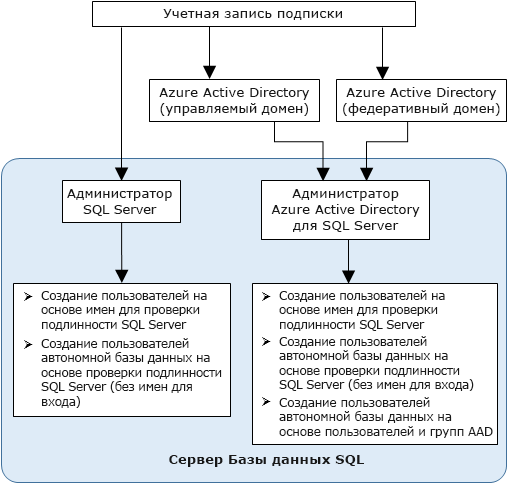 Учетная запись подписки
Azure Active Directory
(управляемый домен)
Azure Active Directory
(федеративный домен)
Администратор
SQL Server
Администратор
Azure Active Directory
для SQL Server
➢ Создание пользователей на
основе имен для проверки
подлинности SQL Server
➢ Создание пользователей
автономной базы данных на
основе проверки подлинности
SQL Server (без имен для
входа)
➢ Создание пользователей на
основе имен для проверки
подлинности SQL Server
➢ Создание пользователей
автономной базы данных на
основе проверки подлинности
SQL Server (без имен для входа)
➢ Создание пользователей
автономной базы данных на
основе пользователей и групп AAD
Сервер Базы данных SQL